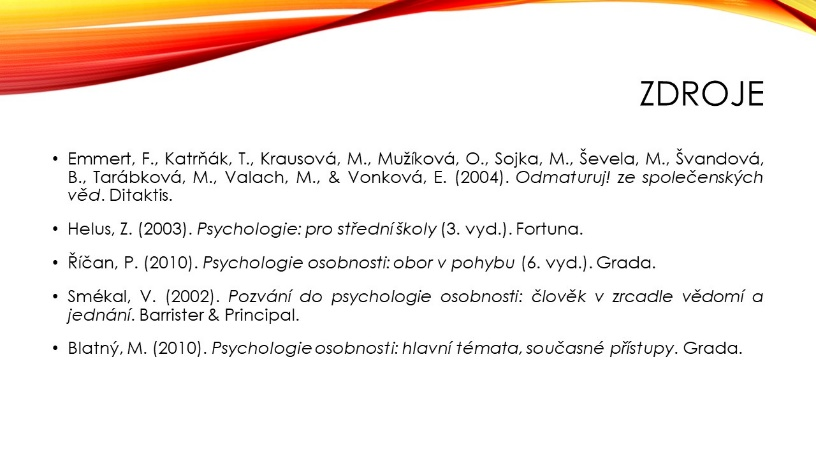 ZDROJE
• Emmert, F., Katrňák, T., Krausová, M., Mužíková, O., Sojka, M., Ševela, M., Švandová,
B., Tarábková, M., Valach, M., & Vonková, E. (2004). Odmaturuj! ze společenských
věd. Ditaktis.
• Helus, Z. (2003). Psychologie: pro střední školy (3. vyd.). Fortuna.
• Říčan, P. (2010). Psychologie osobnosti: obor v pohybu (6. vyd.). Grada.
• Smékal, V. (2002). Pozvání do psychologie osobnosti: člověk v zrcadle vědomí a
jednání. Barrister & Principal.
• Blatný, M. (2010). Psychologie osobnosti: hlavní témata, současné přístupy. Grada.